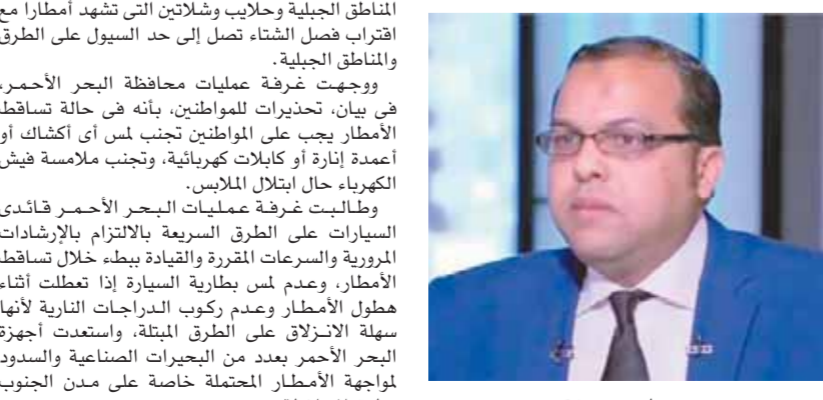 المناطق الجبلية وحلايب وشلاتين التى تشهد أمطارا مع
اقتراب فصل الشتاء تصل إلى حد السيول على الطرق
والمناطق الجبلية.
ووجهت غرفة عمليات محافظة البحر الأحمر،
فى بيان، تحذيرات للمواطنين، بأنه فى حالة تساقط
الأمطار يجب على المواطنين تجنب لمس أى أكشاك أو
أعمدة إنارة أو كابلات كهربائية، وتجنب ملامسة فيش
الكهرباء حال ابتلال الملابس.
وطالبت غرفة عمليات البحر الأحمر قائدى
السيارات على الطرق السريعة بالالتزام بالإرشادات
المرورية والسرعات المقررة والقيادة ببطء خلال تساقط
الأمطار، وعدم لمس بطارية السيارة إذا تعطلت أثناء
هطول الأمطار وعدم ركوب الدراجات النارية لأنها
سهلة الانزلاق على الطرق المبتلة، واستعدت أجهزة
البحر الأحمر بعدد من البحيرات الصناعية والسدود
لمواجهة الأمطار المحتملة خاصة على مدن الجنوب